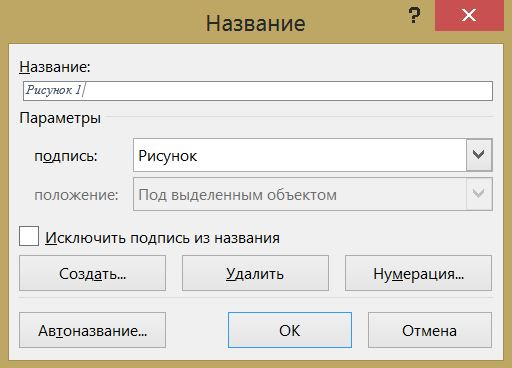 Название
?
Название:
Рисунок 1
Параметры
подпись:
Рисунок
положение:
Под выделенным объектом
Исключить подпись из названия
Создать...
Удалить
Нумерация...
Автоназвание...
ОК
Отмена